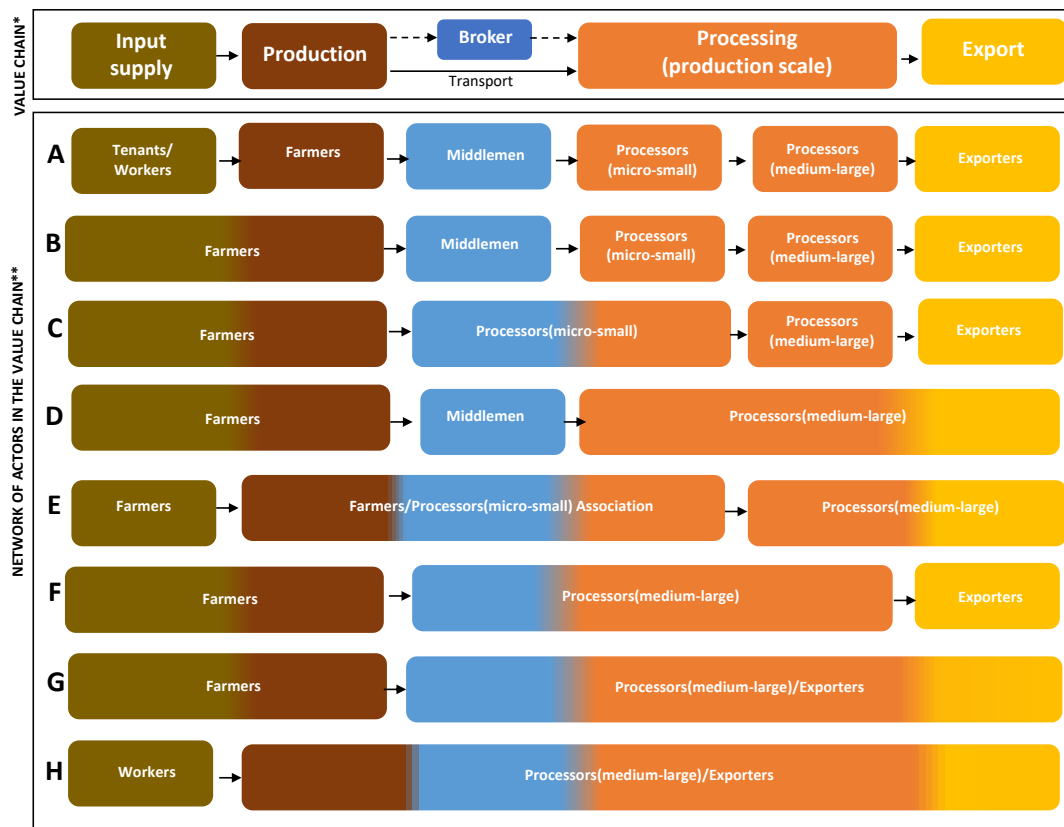 VALUE CHAIN*
Input
supply
Production
Broker
Transport
Processing
(production scale)
Export
NETWORK OF ACTORS IN THE VALUE CHAIN**
A
Tenants/
Workers
Farmers
Middlemen
Processors
(micro-small)
Processors
(medium-large)
Exporters
B
Farmers
Middlemen
Processors
(micro-small)
Processors
(medium-large)
Exporters
C
Farmers
Processors(micro-small)
Processors
(medium-large)
Exporters
D
Farmers
Middlemen
Processors(medium-large)
E
Farmers
Farmers/Processors(micro-small) Association
Processors(medium-large)
F
Farmers
Processors(medium-large)
Exporters
G
Farmers
Processors(medium-large)/Exporters
H
Workers
Processors(medium-large)/Exporters